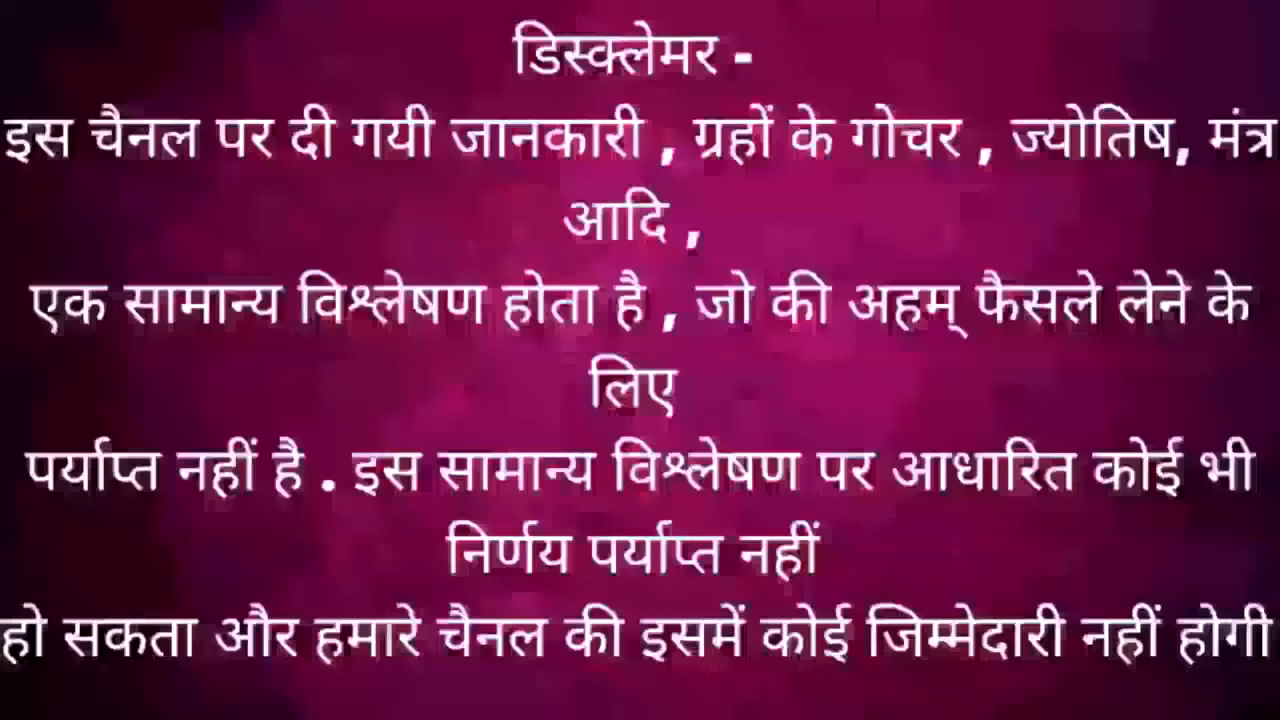 डिस्क्लेमर -
इस चैनल पर दी गयी जानकारी , ग्रहों के गोचर , ज्योतिष, मंत्र
आदि ,
एक सामान्य विश्लेषण होता है , जो की अहम् फैसले लेने के
लिए
पर्याप्त नहीं है . इस सामान्य विश्लेषण पर आधारित कोई भी
निर्णय पर्याप्त नहीं
हो सकता और हमारे चैनल की इसमें कोई जिम्मेदारी नहीं होगी